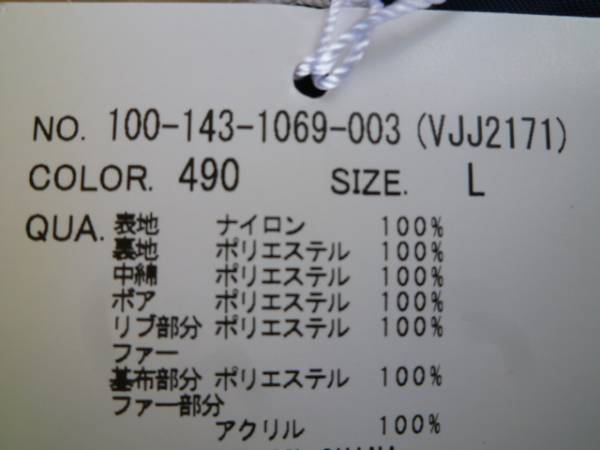 NO. 100-143-1069-003 (VJJ2171)
COLOR. 490 SIZE. L
QUA. 表地 ナイロン 100%
裏地 ポリエステル 100%
中綿 ポリエステル 100%
ボア ポリエステル 100%
リブ部分 ポリエステル 100%
ファー
基布部分 ポリエステル 100%
ファー部分
アクリル 100%